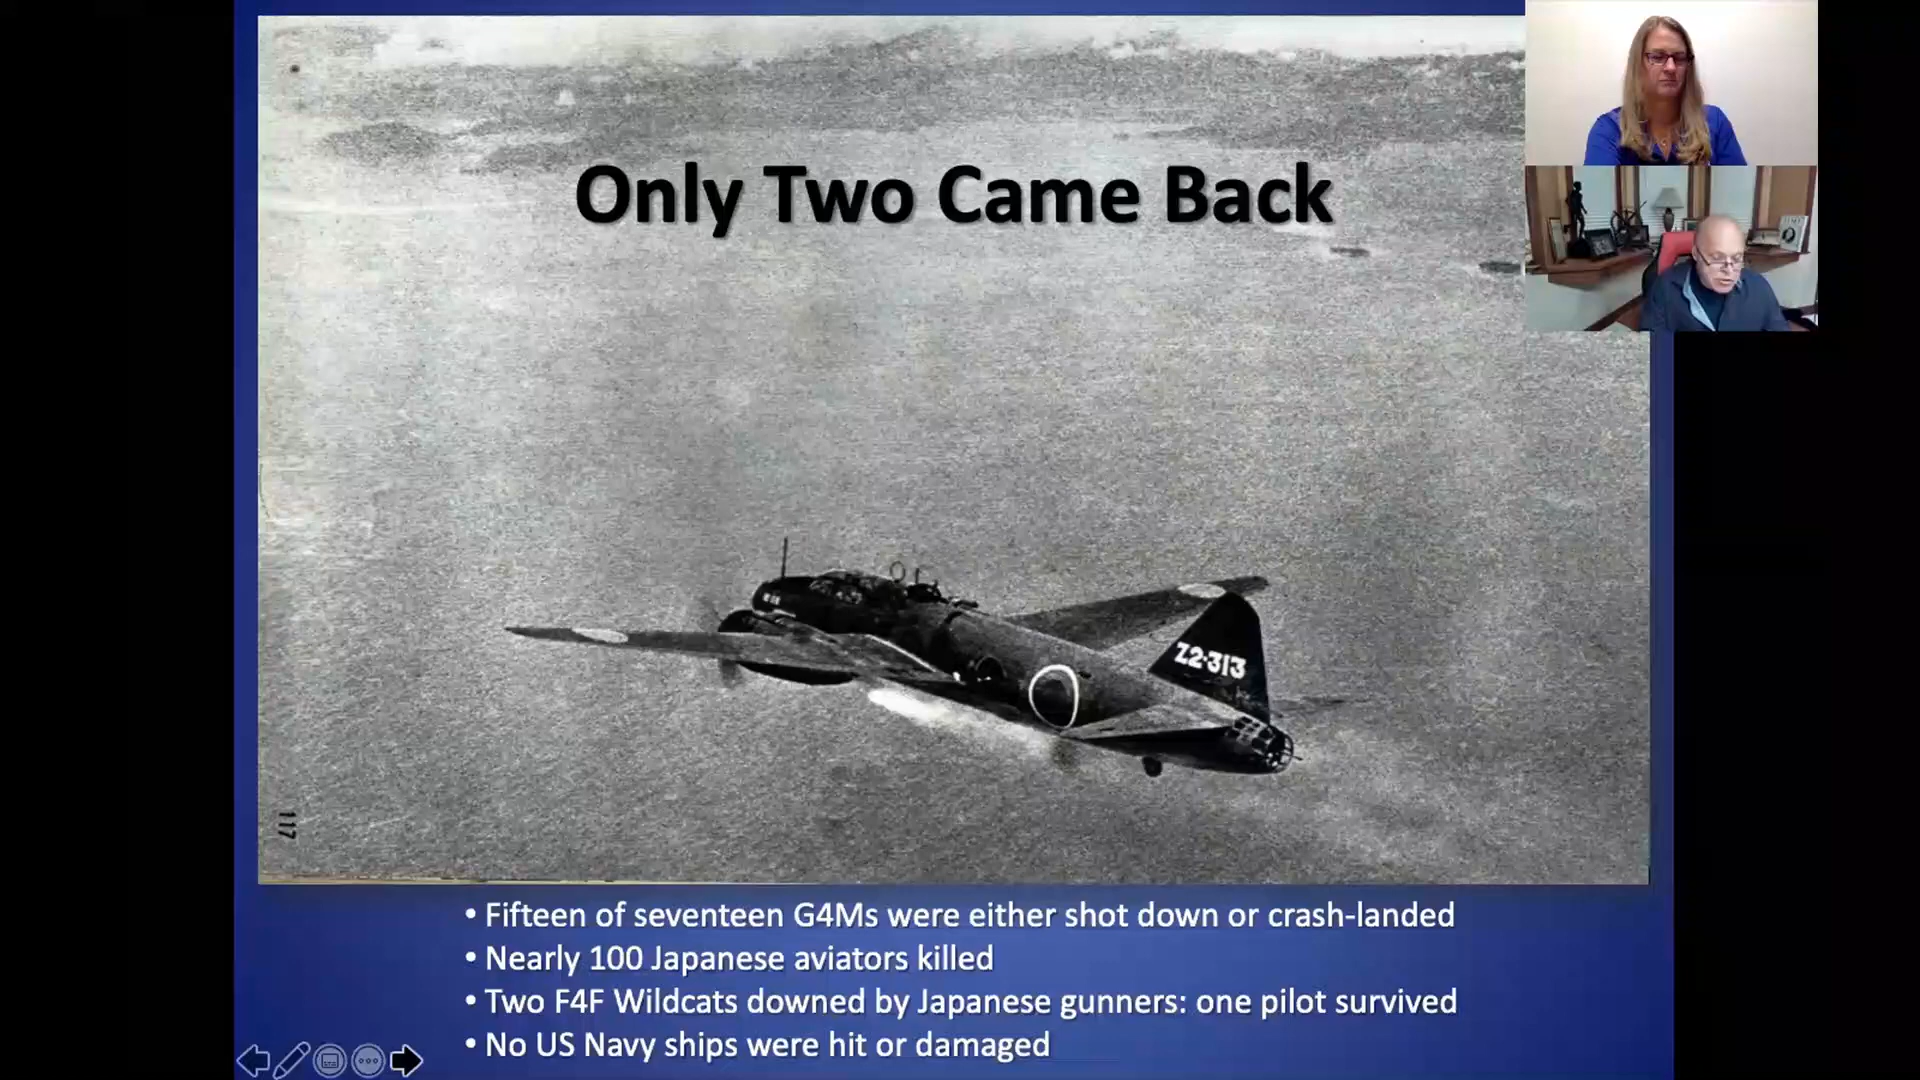 Only Two Came Back
Z2-313
117
• Fifteen of seventeen G4Ms were either shot down or crash-landed
• Nearly 100 Japanese aviators killed
• Two F4F Wildcats downed by Japanese gunners: one pilot survived
• No US Navy ships were hit or damaged